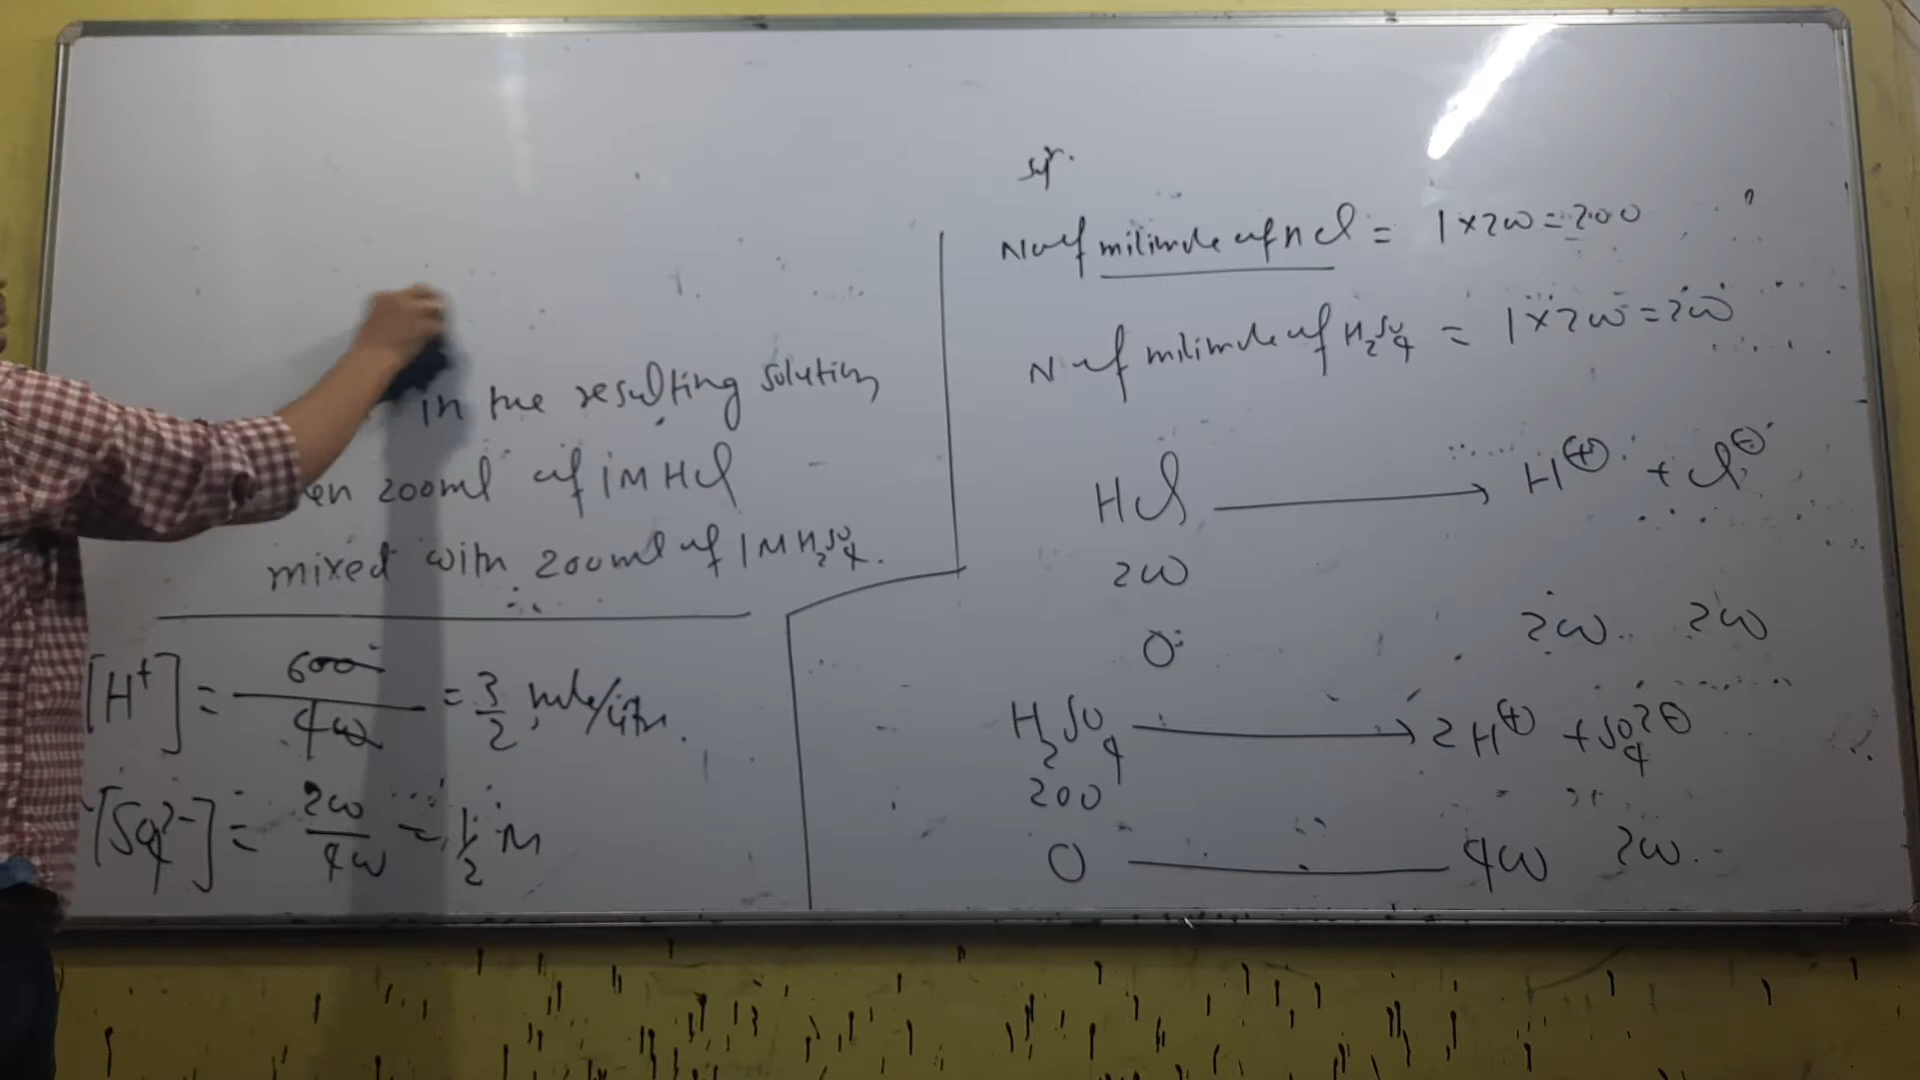 in the resulting solution
en 200ml of 1M HCl
mixed with 200ml of 1M H₂SO₄.
[H⁺] = 600/400 = 3/2 mole/litre.
[SO₄²⁻] = 200/400 = 1/2 M
No of milimole of HCl = 1 × 200 = 200
No of milimole of H₂SO₄ = 1 × 200 = 200
HCl ⟶ H⊕ + Cl⊖
200
0 200 200
H₂SO₄ ⟶ 2H⊕ + SO₄²⊖
200
0 — 400 200